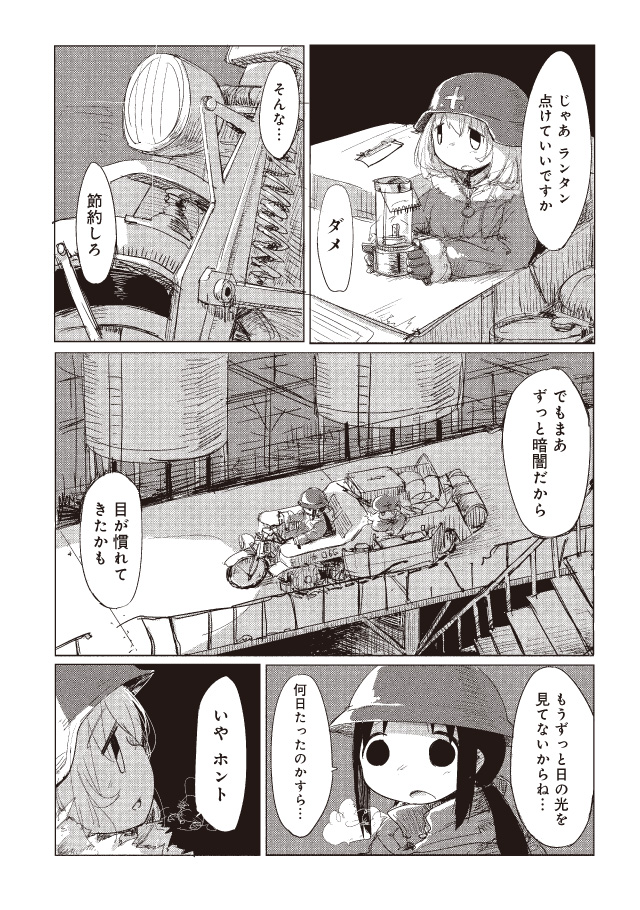 じゃあ ランタン
点けていいですか
ダメ
そんな…
節約しろ
でもまあ
ずっと暗闇だから
目が慣れて
きたかも
もうずっと日の光を
見てないからね…
何日たったのかすら…
いや ホント